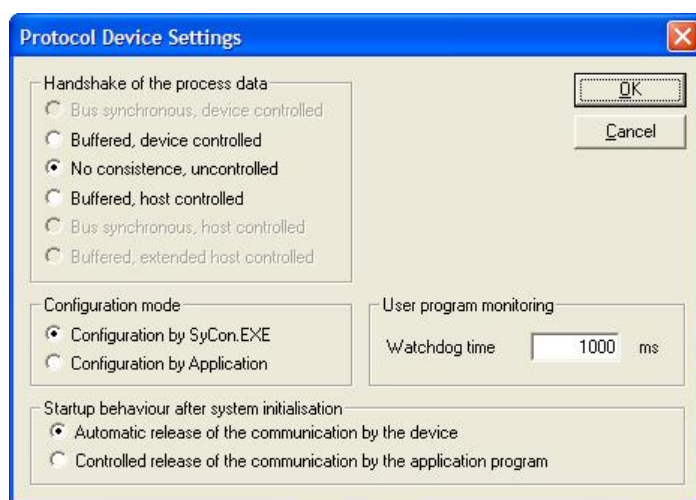 Protocol Device Settings
Handshake of the process data
Bus synchronous, device controlled
Buffered, device controlled
No consistence, uncontrolled
Buffered, host controlled
Bus synchronous, host controlled
Buffered, extended host controlled
OK
Cancel
Configuration mode
Configuration by SyCon.EXE
Configuration by Application
User program monitoring
Watchdog time 1000 ms
Startup behaviour after system initialisation
Automatic release of the communication by the device
Controlled release of the communication by the application program